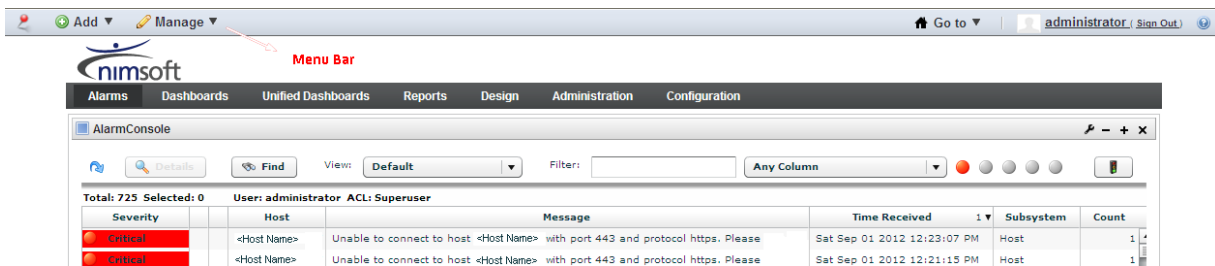 Add ▼ Manage ▼ Go to ▼ administrator ( Sign Out )
Menu Bar
nimsoft
Alarms Dashboards Unified Dashboards Reports Design Administration Configuration
AlarmConsole
Details Find View: Default Filter: Any Column
Total: 725 Selected: 0 User: administrator ACL: Superuser
Severity Host Message Time Received 1 Subsystem Count
Critical <Host Name> Unable to connect to host <Host Name> with port 443 and protocol https. Please Sat Sep 01 2012 12:23:07 PM Host 1
Critical <Host Name> Unable to connect to host <Host Name> with port 443 and protocol https. Please Sat Sep 01 2012 12:21:15 PM Host 1